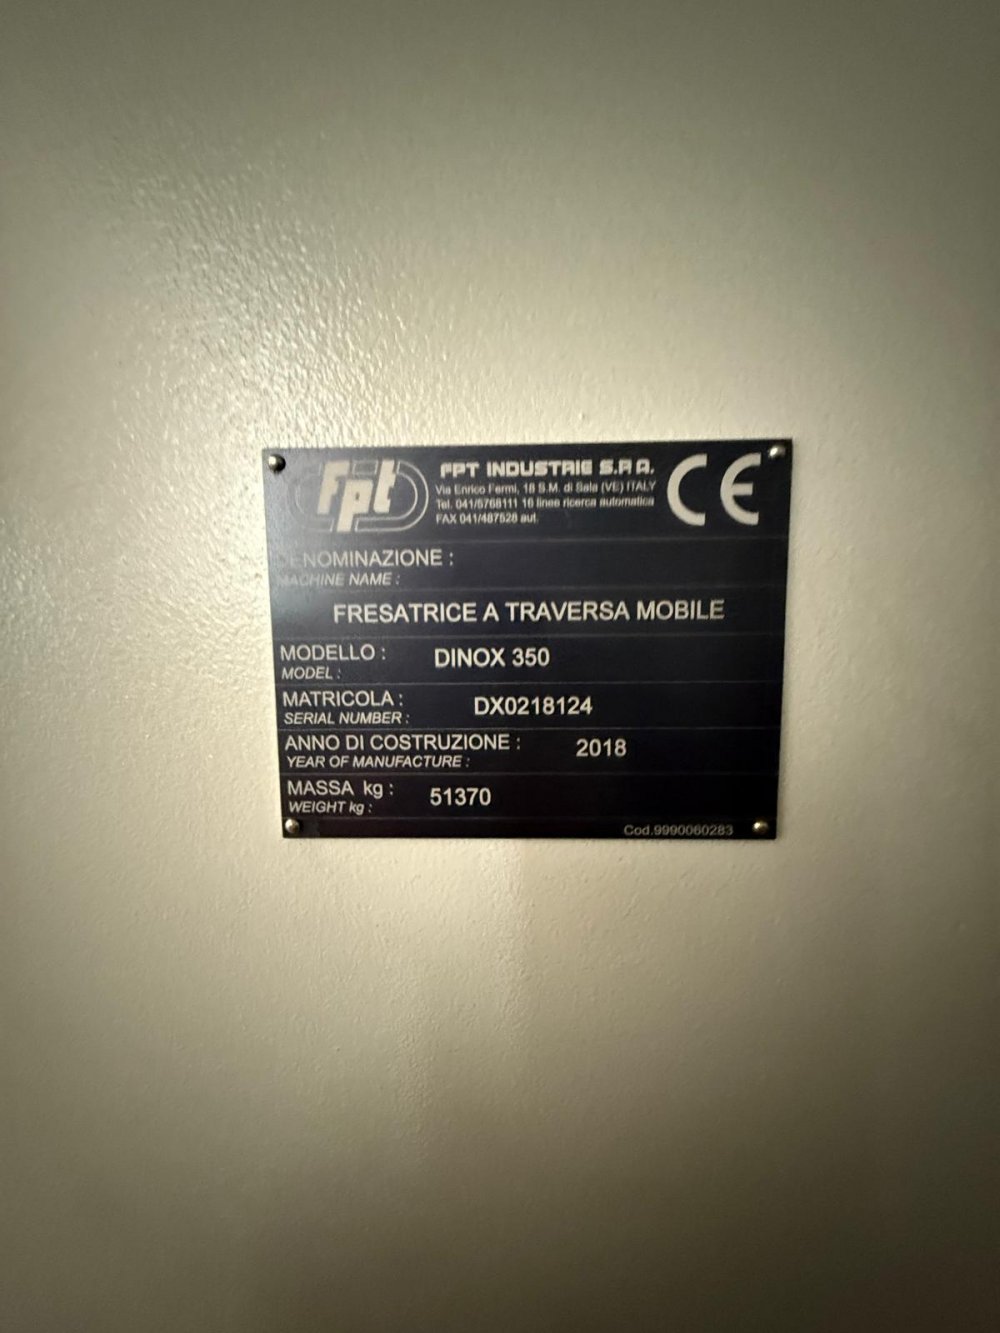 fpt
FPT INDUSTRIE S.P.A.
Via Enrico Fermi, 18 S.M. di Sala (VE) ITALY
Tel. 041/5768111 16 linee ricerca automatica
FAX 041/487528 aut.
CE
DENOMINAZIONE :
MACHINE NAME :
FRESATRICE A TRAVERSA MOBILE
MODELLO : DINOX 350
MODEL :
MATRICOLA : DX0218124
SERIAL NUMBER :
ANNO DI COSTRUZIONE : 2018
YEAR OF MANUFACTURE :
MASSA kg : 51370
WEIGHT kg :
Cod.9990060283